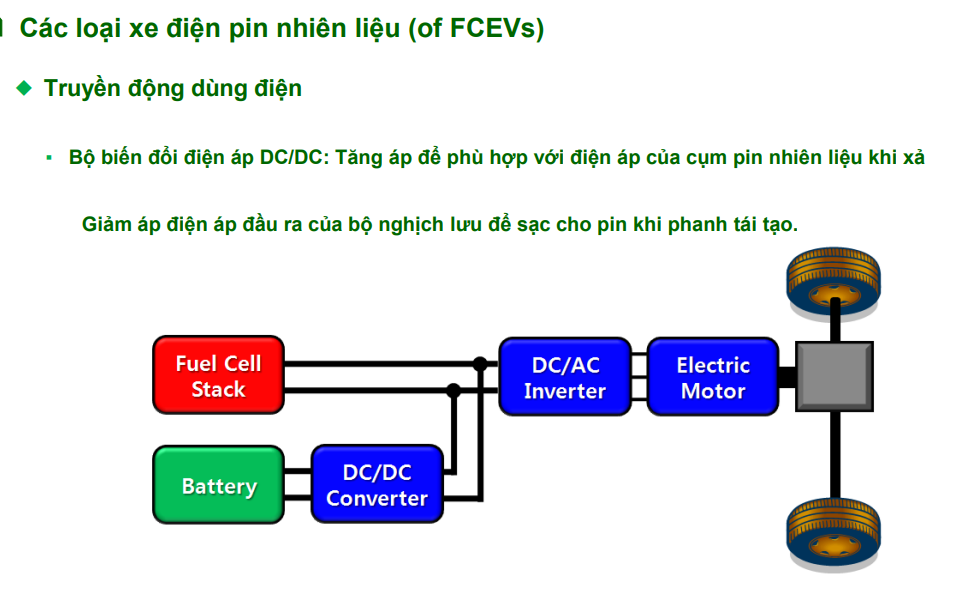 Các loại xe điện pin nhiên liệu (of FCEVs)
Truyền động dùng điện
Bộ biến đổi điện áp DC/DC: Tăng áp để phù hợp với điện áp của cụm pin nhiên liệu khi xả
Giảm áp điện áp đầu ra của bộ nghịch lưu để sạc cho pin khi phanh tái tạo.
Fuel Cell
Stack
DC/AC
Inverter
Electric
Motor
Battery
DC/DC
Converter